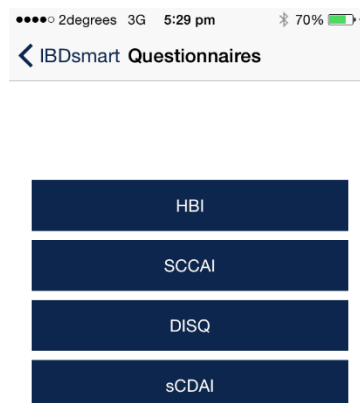 2degrees 3G 5:29 pm 70%
IBDsmart Questionnaires
HBI
SCCAI
DISQ
sCDAI